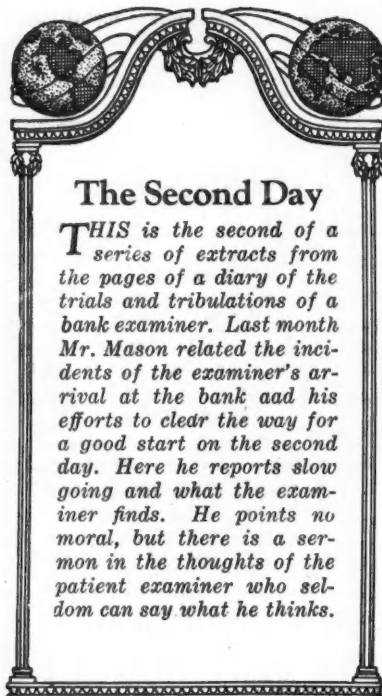 The Second Day
THIS is the second of a
series of extracts from
the pages of a diary of the
trials and tribulations of a
bank examiner. Last month
Mr. Mason related the inci-
dents of the examiner's ar-
rival at the bank aad his
efforts to clear the way for
a good start on the second
day. Here he reports slow
going and what the exam-
iner finds. He points no
moral, but there is a ser-
mon in the thoughts of the
patient examiner who sel-
dom can say what he thinks.